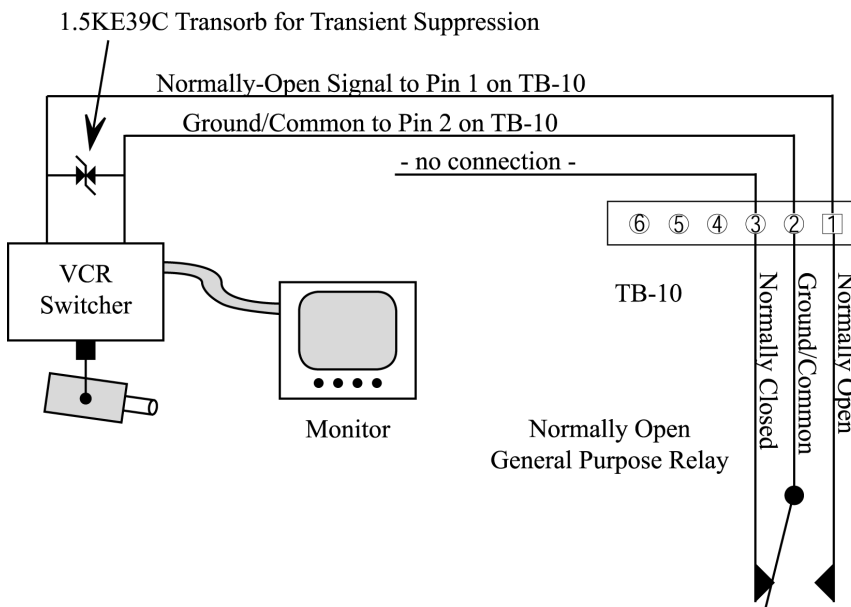 1.5KE39C Transorb for Transient Suppression
Normally-Open Signal to Pin 1 on TB-10
Ground/Common to Pin 2 on TB-10
- no connection -
⑥ ⑤ ④ ③ ② 1
VCR
Switcher
TB-10
Normally Closed
Ground/Common
Normally Open
Monitor
Normally Open
General Purpose Relay